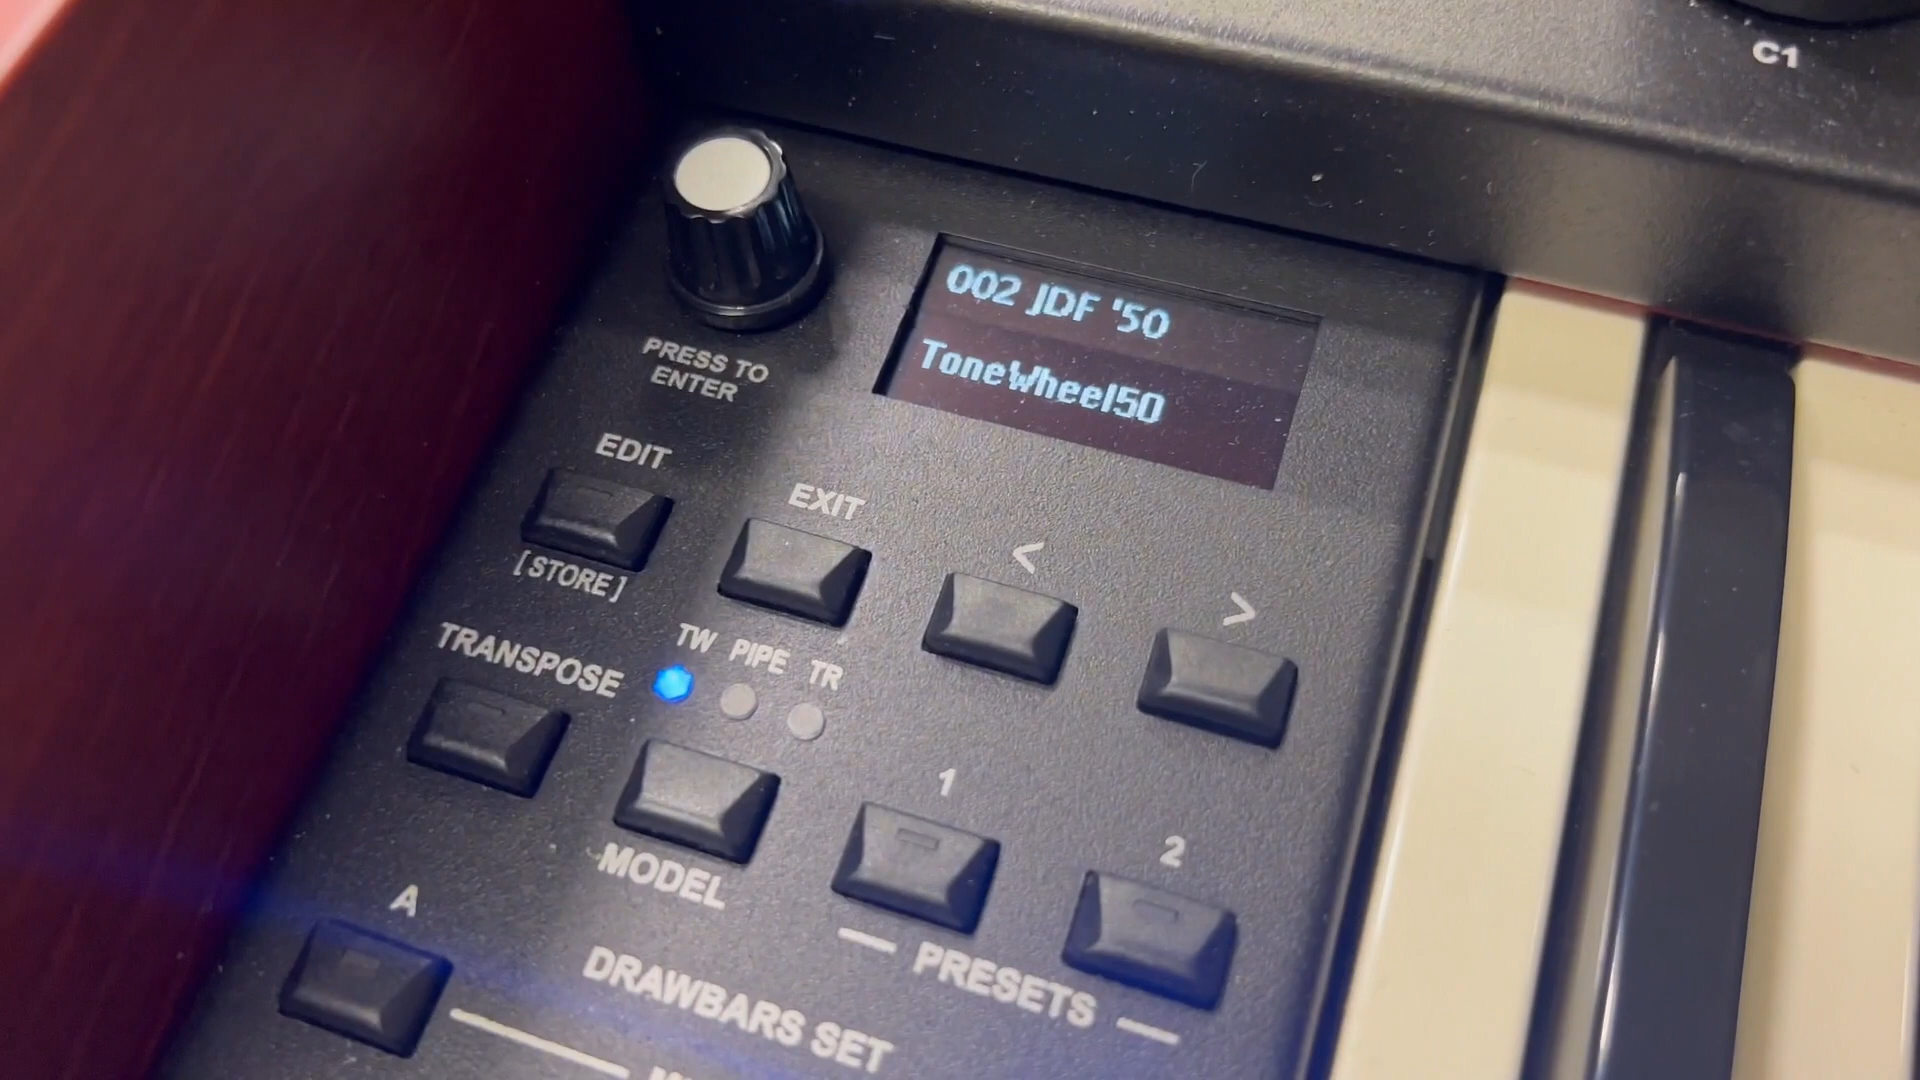 C1
002 JDF '50
ToneWheel50
PRESS TO
ENTER
EDIT
[STORE]
EXIT
<
>
TRANSPOSE
TW PIPE TR
MODEL
1
2
PRESETS
A
DRAWBARS SET